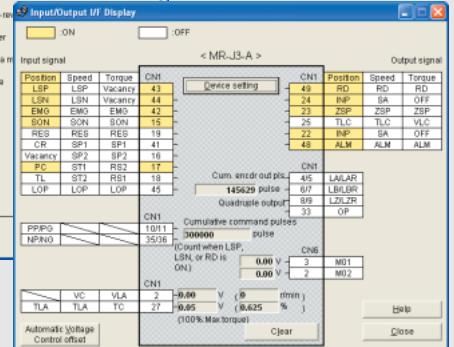 Input/Output I/F Display
:ON :OFF
< MR-J3-A >
Input signal Output signal
Position Speed Torque CN1 CN1 Position Speed Torque
LSP LSP Vacancy 43 Device setting 49 RD RD RD
LSN LSN Vacancy 44 24 INP SA OFF
EMG EMG EMG 42 23 ZSP ZSP ZSP
SON SON SON 15 25 TLC TLC VLC
RES RES RES 19 22 INP SA OFF
CR SP1 SP1 41 48 ALM ALM ALM
Vacancy SP2 SP2 16
PC ST1 RS2 17 CN1
TL ST2 RS1 18 Cum. encdr out pls. 4/5 LA/LAR
LOP LOP LOP 45 145629 pulse 6/7 LB/LBR
Quadruple output 8/9 LZ/LZR
33 OP
CN1 Cumulative command pulses
PP/PG 10/11 300000 pulse
NP/NG 35/36 (Count when LSP, LSN, or RD is ON.)
CN6
0.00 V 3 MO1
0.00 V 2 MO2
CN1
VC VLA 2 -0.00 V ( 0 r/min )
TLA TLA TC 27 -0.05 V ( 0.625 % )
(100%:Max.torque)
Help
Automatic Voltage Control offset Clear Close